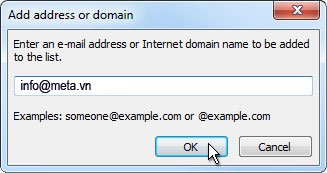 Add address or domain
Enter an e-mail address or Internet domain name to be added
to the list.
info@meta.vn
Examples: someone@example.com or @example.com
OK
Cancel